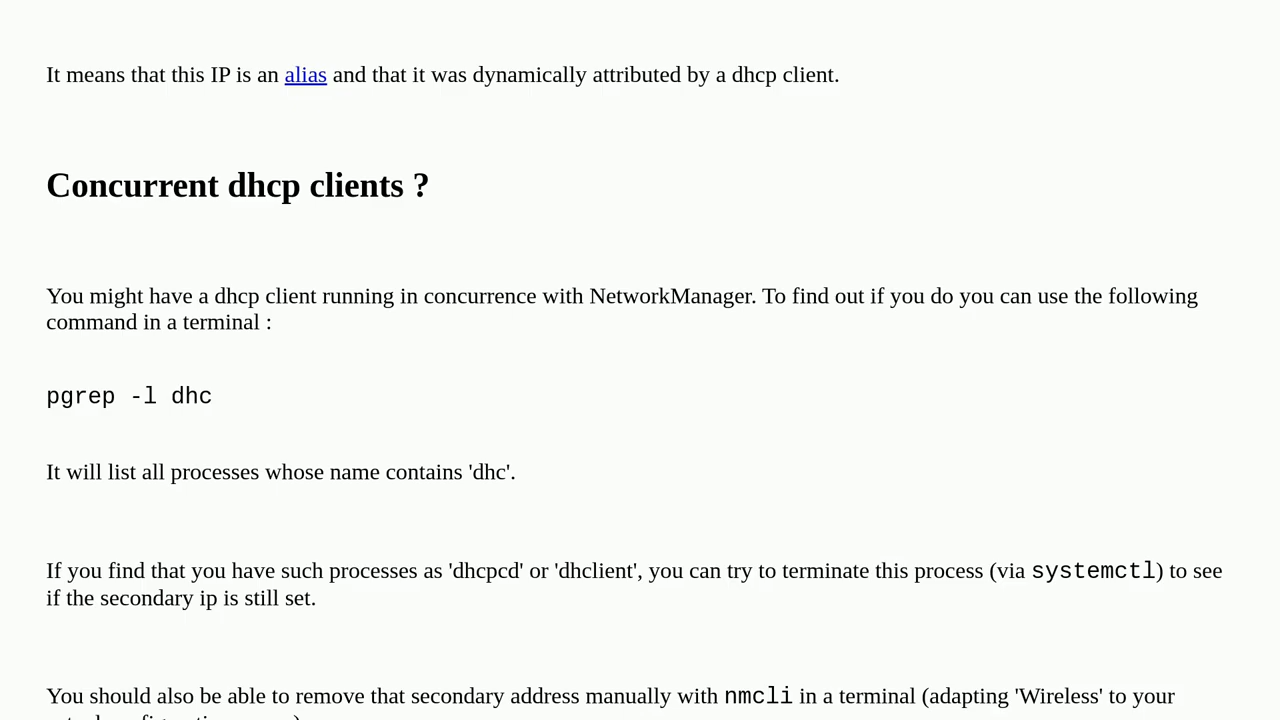 It means that this IP is an alias and that it was dynamically attributed by a dhcp client.
Concurrent dhcp clients ?
You might have a dhcp client running in concurrence with NetworkManager. To find out if you do you can use the following
command in a terminal :
pgrep -l dhc
It will list all processes whose name contains 'dhc'.
If you find that you have such processes as 'dhcpcd' or 'dhclient', you can try to terminate this process (via systemctl) to see
if the secondary ip is still set.
You should also be able to remove that secondary address manually with nmcli in a terminal (adapting 'Wireless' to your